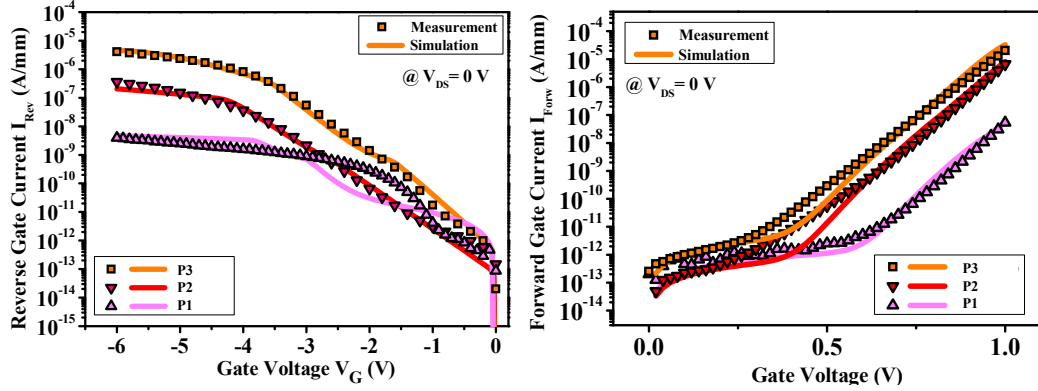 Reverse Gate Current I_Rev (A/mm)
10^-4
10^-5
10^-6
10^-7
10^-8
10^-9
10^-10
10^-11
10^-12
10^-13
10^-14
10^-15
Measurement
Simulation
@ V_DS= 0 V
P3
P2
P1
-6 -5 -4 -3 -2 -1 0
Gate Voltage V_G (V)
Forward Gate Current I_Forw (A/mm)
Measurement
Simulation
@ V_DS= 0 V
P3
P2
P1
10^-4
10^-5
10^-6
10^-7
10^-8
10^-9
10^-10
10^-11
10^-12
10^-13
10^-14
0.0 0.5 1.0
Gate Voltage (V)